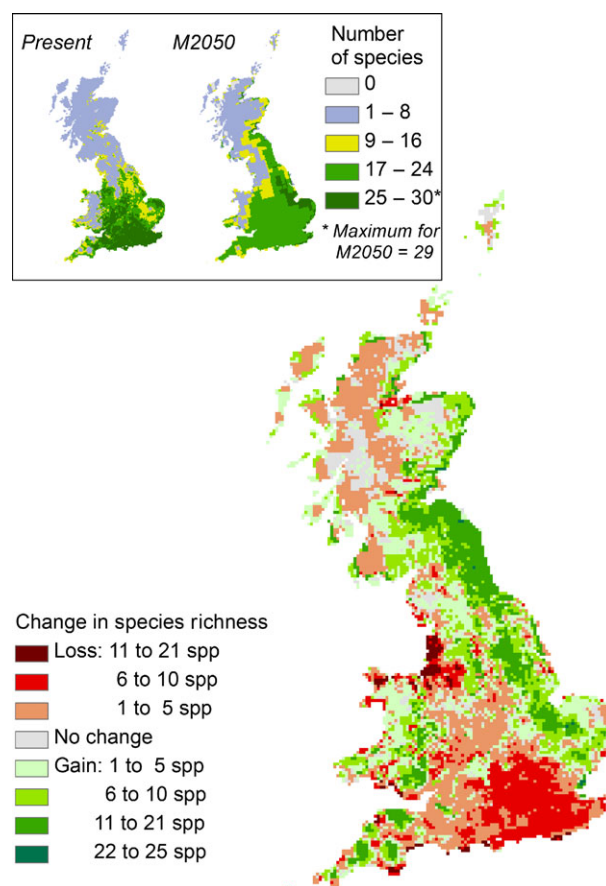 Present
M2050
Number
of species
0
1 – 8
9 – 16
17 – 24
25 – 30*
* Maximum for
M2050 = 29
Change in species richness
Loss: 11 to 21 spp
6 to 10 spp
1 to 5 spp
No change
Gain: 1 to 5 spp
6 to 10 spp
11 to 21 spp
22 to 25 spp